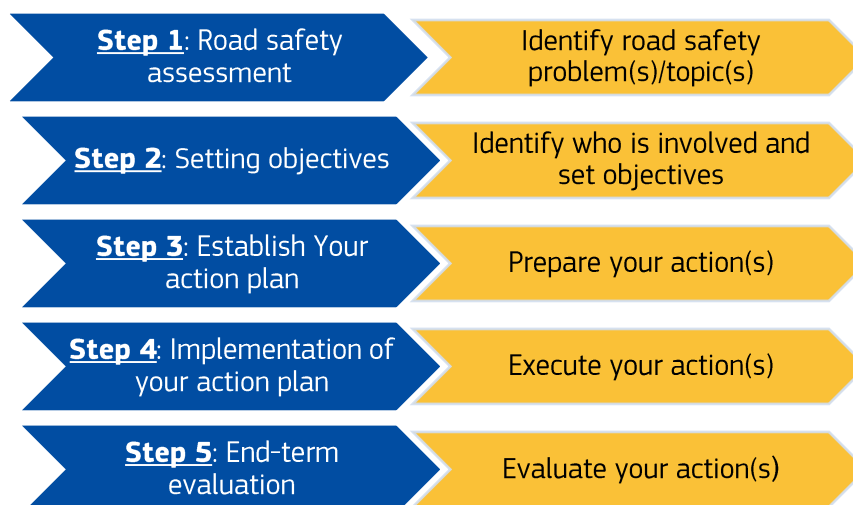 Step 1: Road safety
assessment
Identify road safety
problem(s)/topic(s)
Step 2: Setting objectives
Identify who is involved and
set objectives
Step 3: Establish Your
action plan
Prepare your action(s)
Step 4: Implementation of
your action plan
Execute your action(s)
Step 5: End-term
evaluation
Evaluate your action(s)